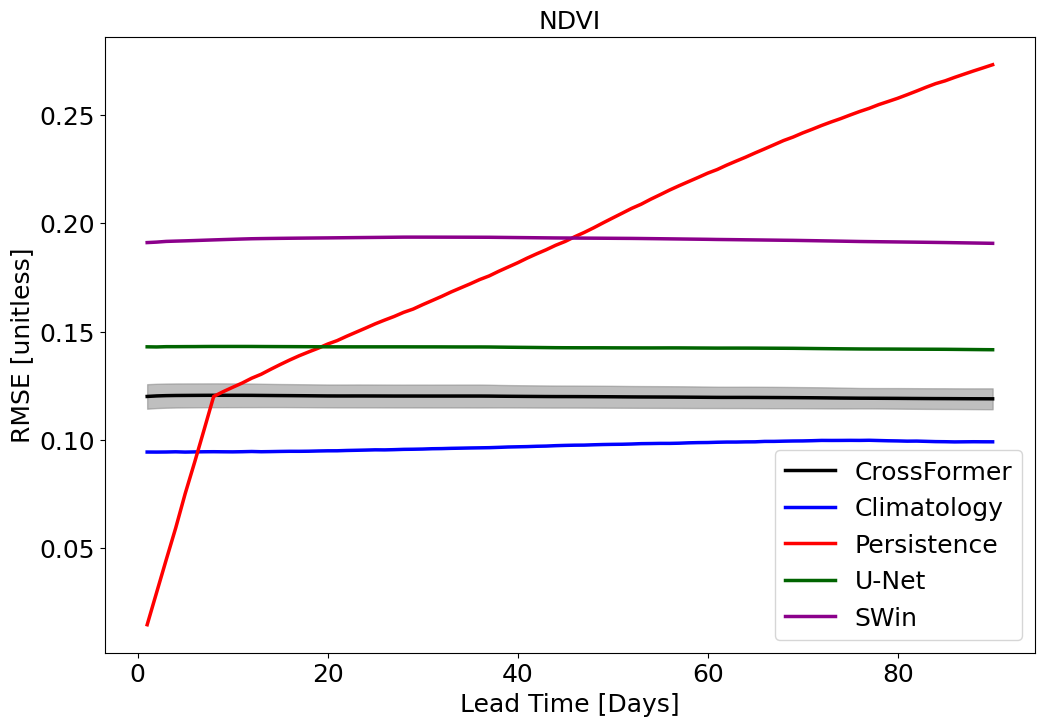 NDVI
RMSE [unitless]
0.25
0.20
0.15
0.10
0.05
0 20 40 60 80
Lead Time [Days]
CrossFormer
Climatology
Persistence
U-Net
SWin